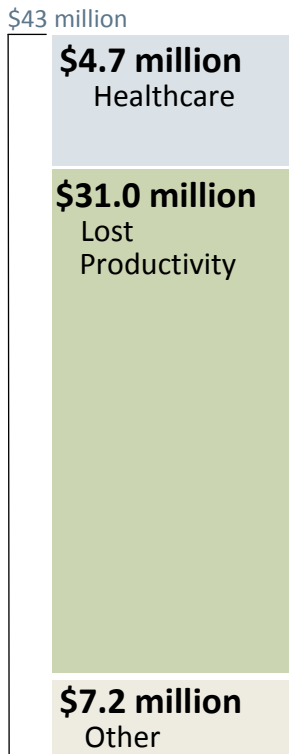 $43 million
$4.7 million
Healthcare
$31.0 million
Lost
Productivity
$7.2 million
Other